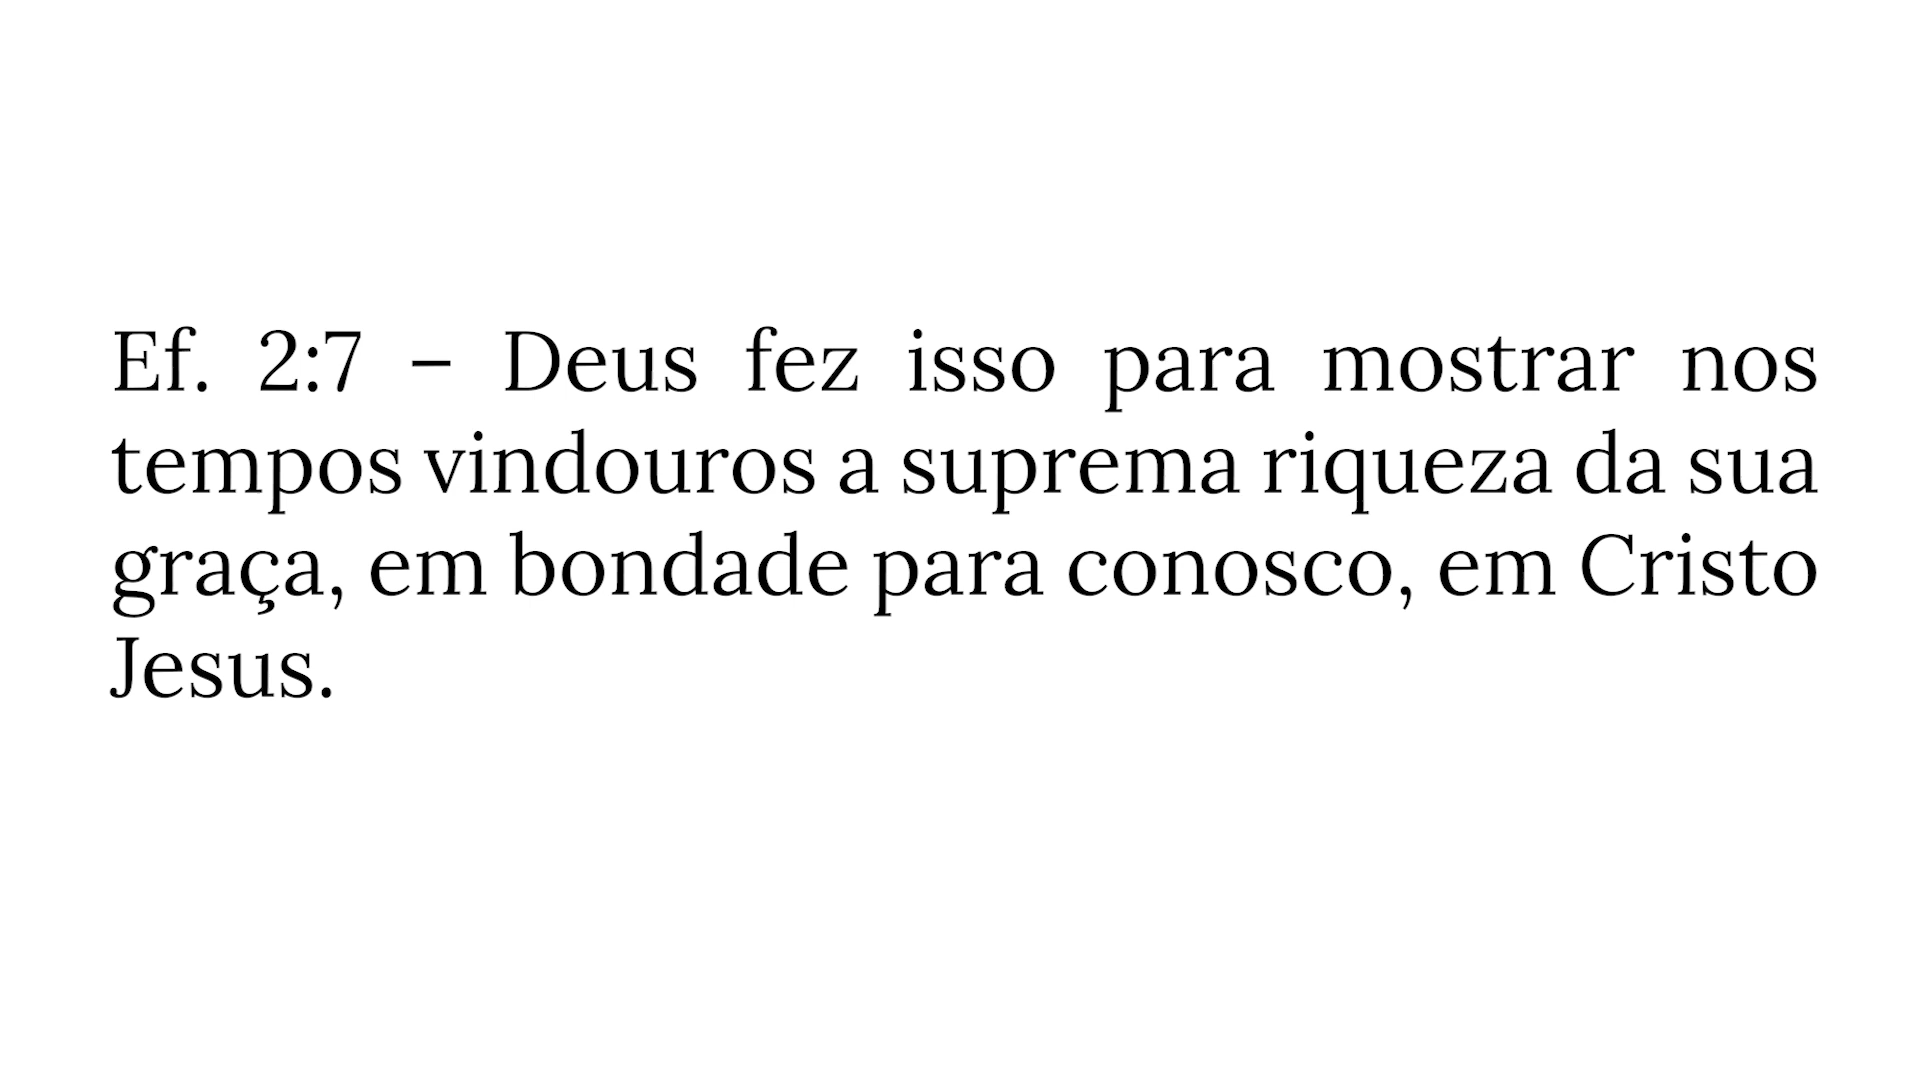 Ef. 2:7 – Deus fez isso para mostrar nos
tempos vindouros a suprema riqueza da sua
graça, em bondade para conosco, em Cristo
Jesus.